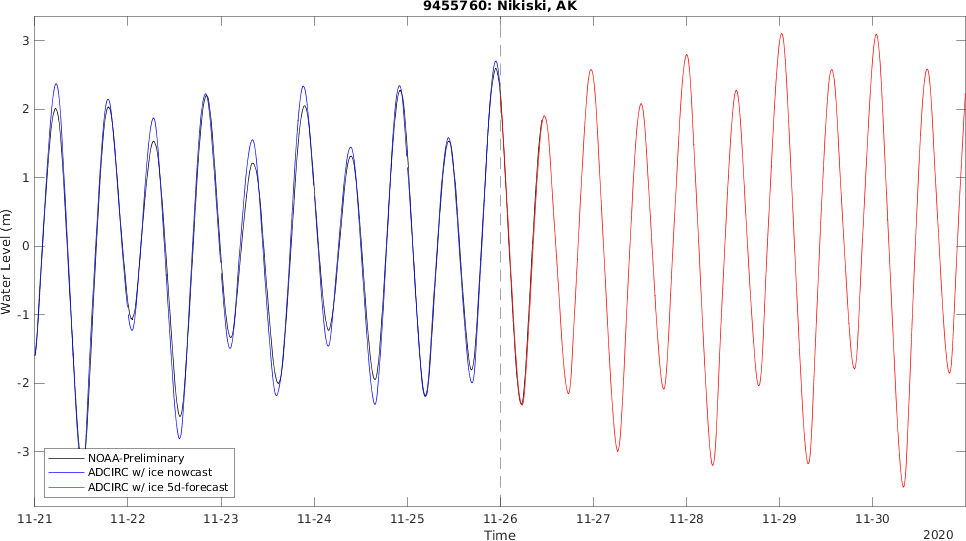 9455760: Nikiski, AK
Water Level (m)
3
2
1
0
-1
-2
-3
NOAA-Preliminary
ADCIRC w/ ice nowcast
ADCIRC w/ ice 5d-forecast
11-21 11-22 11-23 11-24 11-25 11-26 11-27 11-28 11-29 11-30
Time
2020